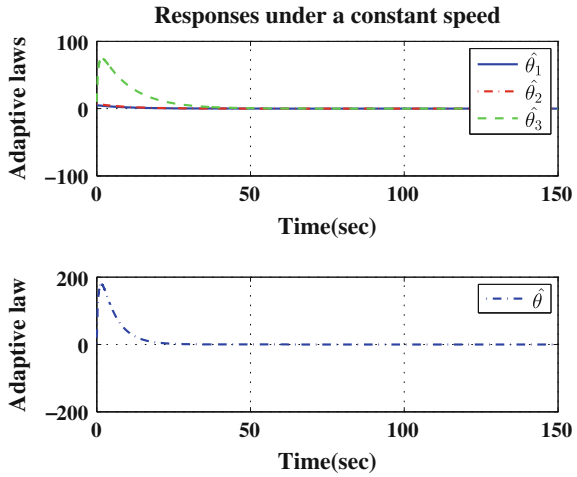 Responses under a constant speed
Adaptive laws
100
0
−100
0
50
100
150
Time(sec)
θ̂₁
θ̂₂
θ̂₃
Adaptive law
200
0
−200
0
50
100
150
Time(sec)
θ̂